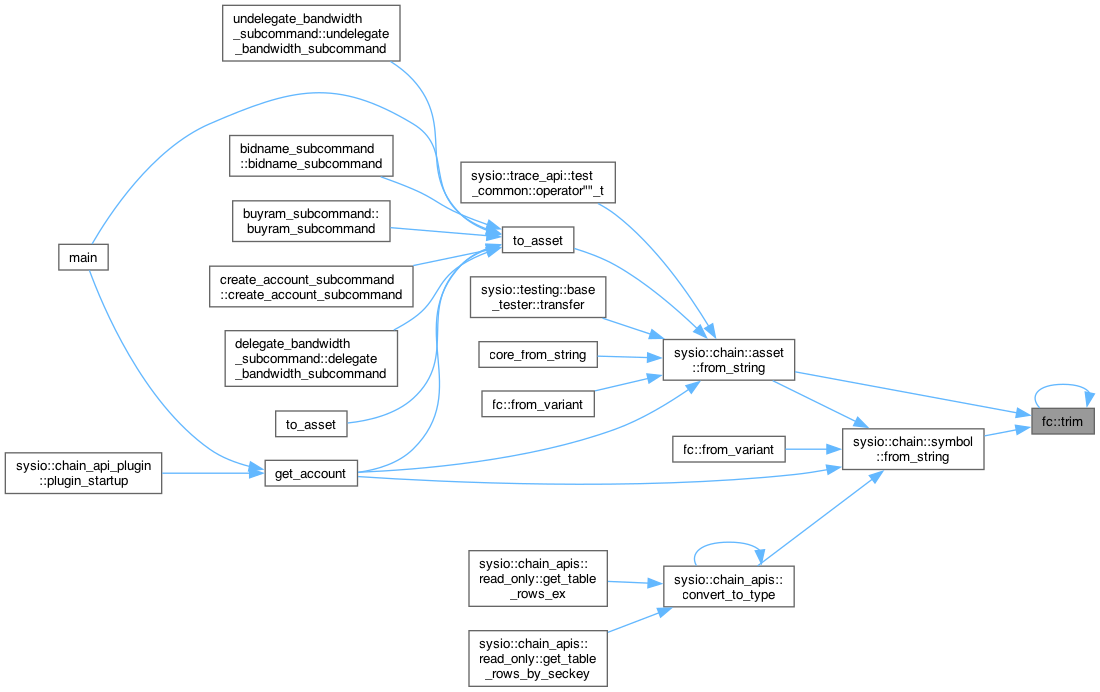 undelegate_bandwidth
_subcommand::undelegate
_bandwidth_subcommand
bidname_subcommand
::bidname_subcommand
sysio::trace_api::test
_common::operator""_t
buyram_subcommand::
buyram_subcommand
to_asset
main
create_account_subcommand
::create_account_subcommand
sysio::testing::base
_tester::transfer
delegate_bandwidth
_subcommand::delegate
_bandwidth_subcommand
core_from_string
sysio::chain::asset
::from_string
fc::from_variant
to_asset
fc::trim
sysio::chain::symbol
::from_string
fc::from_variant
sysio::chain_api_plugin
::plugin_startup
get_account
sysio::chain_apis::
read_only::get_table
_rows_ex
sysio::chain_apis::
convert_to_type
sysio::chain_apis::
read_only::get_table
_rows_by_seckey